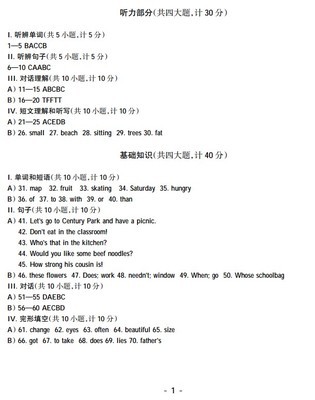 听力部分(共四大题,计 30 分)
I. 听辨单词(共 5 小题,计 5 分)
1—5 BACCB
II. 听辨句子(共 5 小题,计 5 分)
6—10 CAABC
III. 对话理解(共 10 小题,计 10 分)
A) 11—15 ABCBC
B) 16—20 TFFTT
IV. 短文理解和听写(共 10 小题,计 10 分)
A) 21—25 ACEDB
B) 26. small 27. beach 28. sitting 29. trees 30. fat
基础知识(共四大题,计 40 分)
I. 单词和短语(共 10 小题,计 10 分)
A) 31. map 32. fruit 33. skating 34. Saturday 35. hungry
B) 36. of 37. to 38. with 39. or 40. than
II. 句子(共 10 小题,计 10 分)
A) 41. Let's go to Century Park and have a picnic.
42. Don't eat in the classroom!
43. Who's that in the kitchen?
44. Would you like some beef noodles?
45. How strong his cousin is!
B) 46. these flowers 47. Does; work 48. needn't; window 49. When; go 50. Whose schoolbag
III. 对话(共 10 小题,计 10 分)
A) 51—55 DAEBC
B) 56—60 AECBD
IV. 完形填空(共 10 小题,计 10 分)
A) 61. change 62. eyes 63. often 64. beautiful 65. size
B) 66. got 67. to take 68. does 69. lies 70. father's
- 1 -